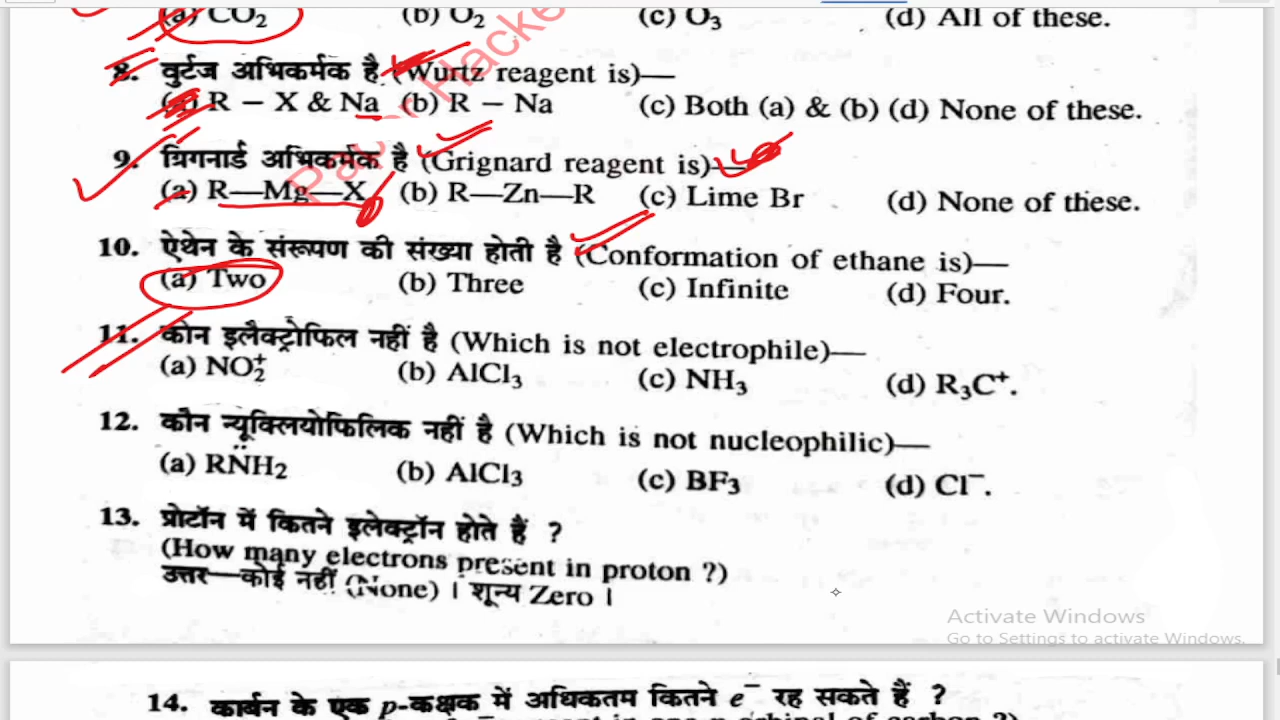 (a) CO₂ (b) O₂ (c) O₃ (d) All of these.
8. वुर्टज अभिकर्मक है (Wurtz reagent is)—
(a) R – X & Na (b) R – Na (c) Both (a) & (b) (d) None of these.
9. ग्रिगनार्ड अभिकर्मक है (Grignard reagent is)—
(a) R—Mg—X (b) R—Zn—R (c) Lime Br (d) None of these.
10. ऐथेन के संरूपण की संख्या होती है (Conformation of ethane is)—
(a) Two (b) Three (c) Infinite (d) Four.
11. कोन इलैक्ट्रोफिल नहीं है (Which is not electrophile)—
(a) NO₂⁺ (b) AlCl₃ (c) NH₃ (d) R₃C⁺.
12. कौन न्यूक्लियोफिलिक नहीं है (Which is not nucleophilic)—
(a) RN̈H₂ (b) AlCl₃ (c) BF₃ (d) Cl⁻.
13. प्रोटॉन में कितने इलेक्ट्रॉन होते हैं ?
(How many electrons present in proton ?)
उत्तर—कोई नहीं (None) । शून्य Zero ।
Activate Windows
Go to Settings to activate Windows.
14. कार्बन के एक p-कक्षक में अधिकतम कितने e⁻ रह सकते हैं ?